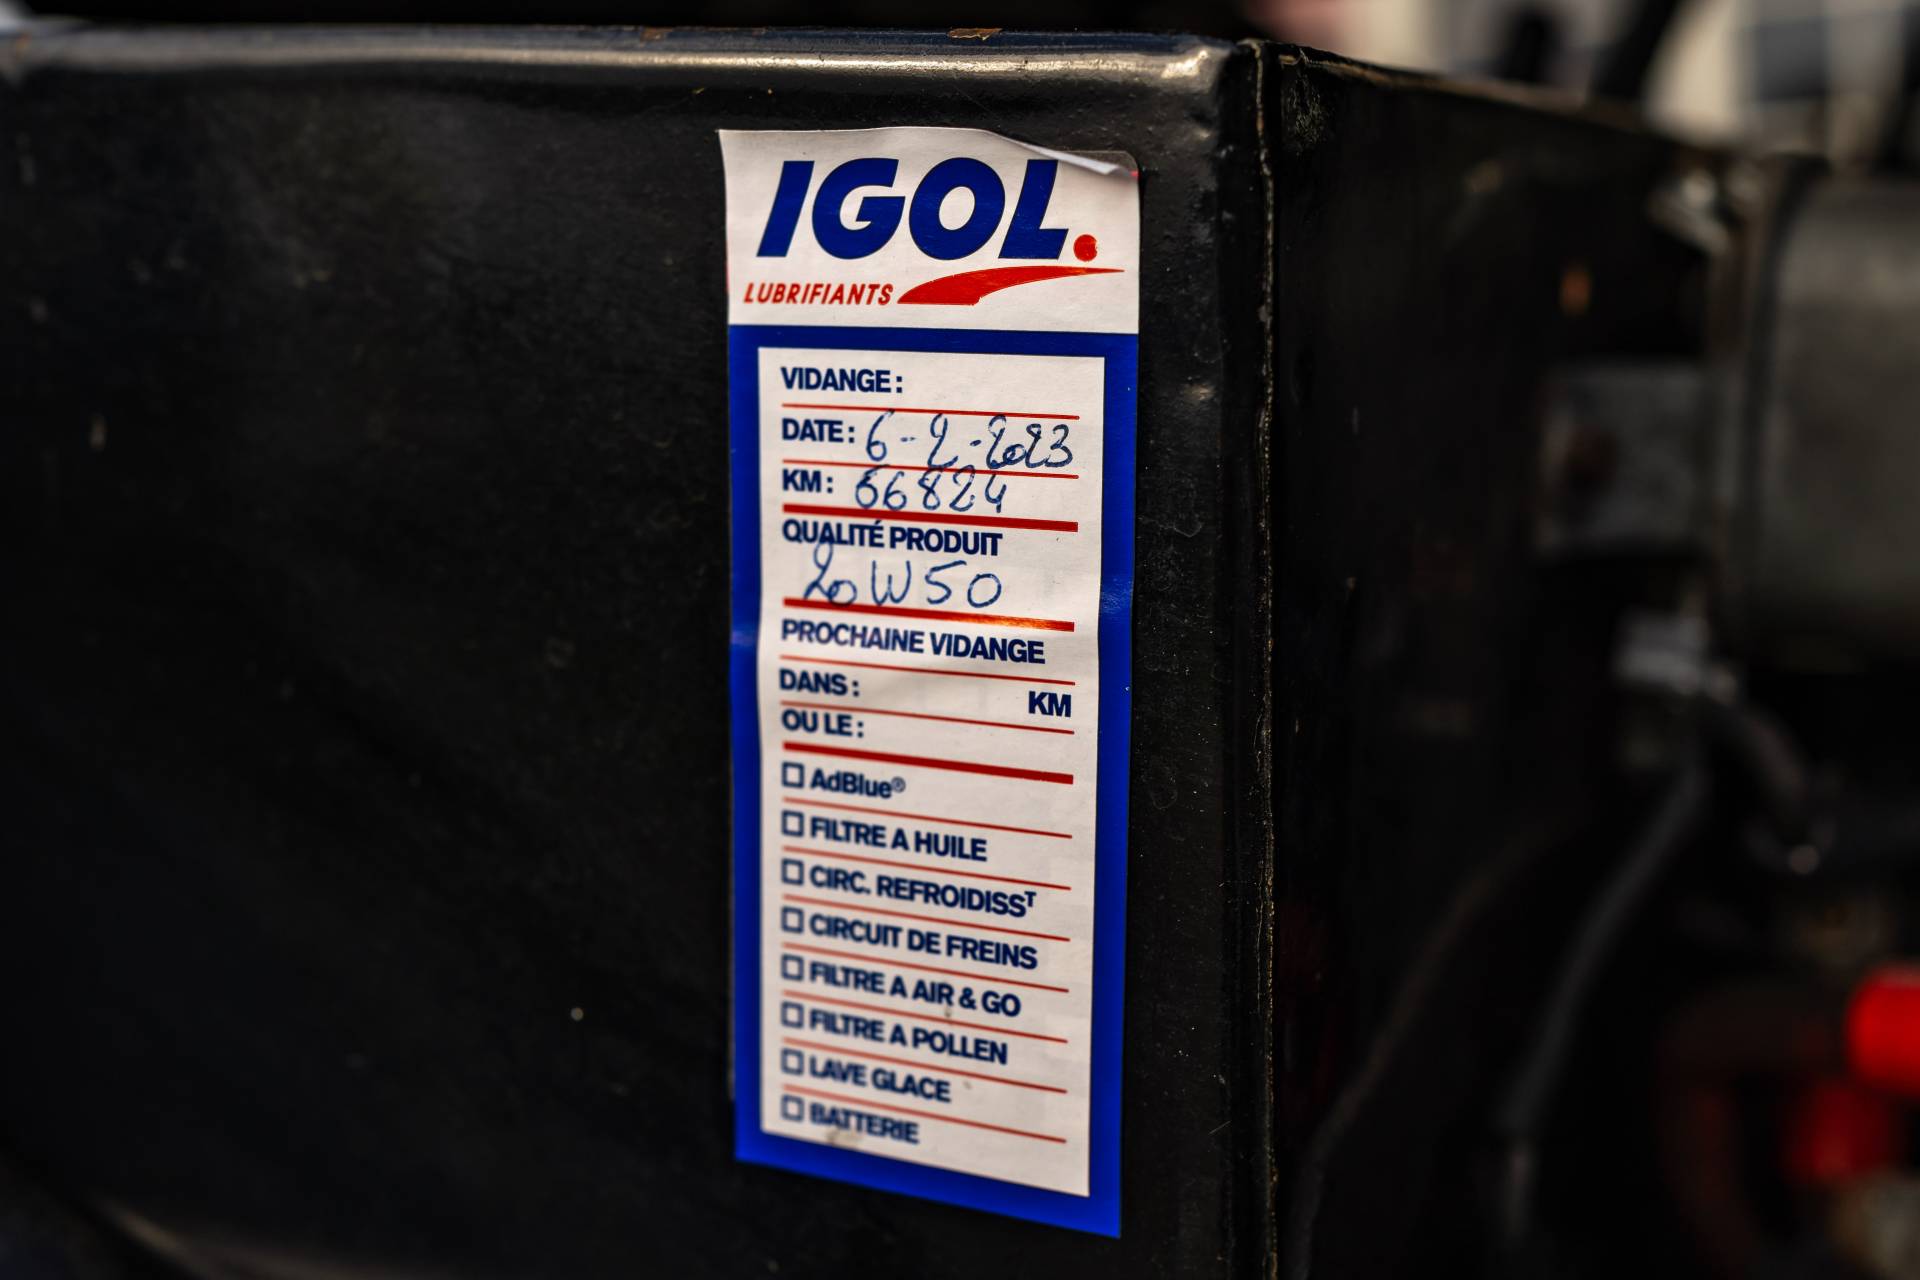 IGOL.
LUBRIFIANTS
VIDANGE :
DATE : 6-2-2023
KM : 66824
QUALITÉ PRODUIT
20W50
PROCHAINE VIDANGE
DANS : KM
OU LE :
AdBlue®
FILTRE A HUILE
CIRC. REFROIDISSᵀ
CIRCUIT DE FREINS
FILTRE A AIR & GO
FILTRE A POLLEN
LAVE GLACE
BATTERIE